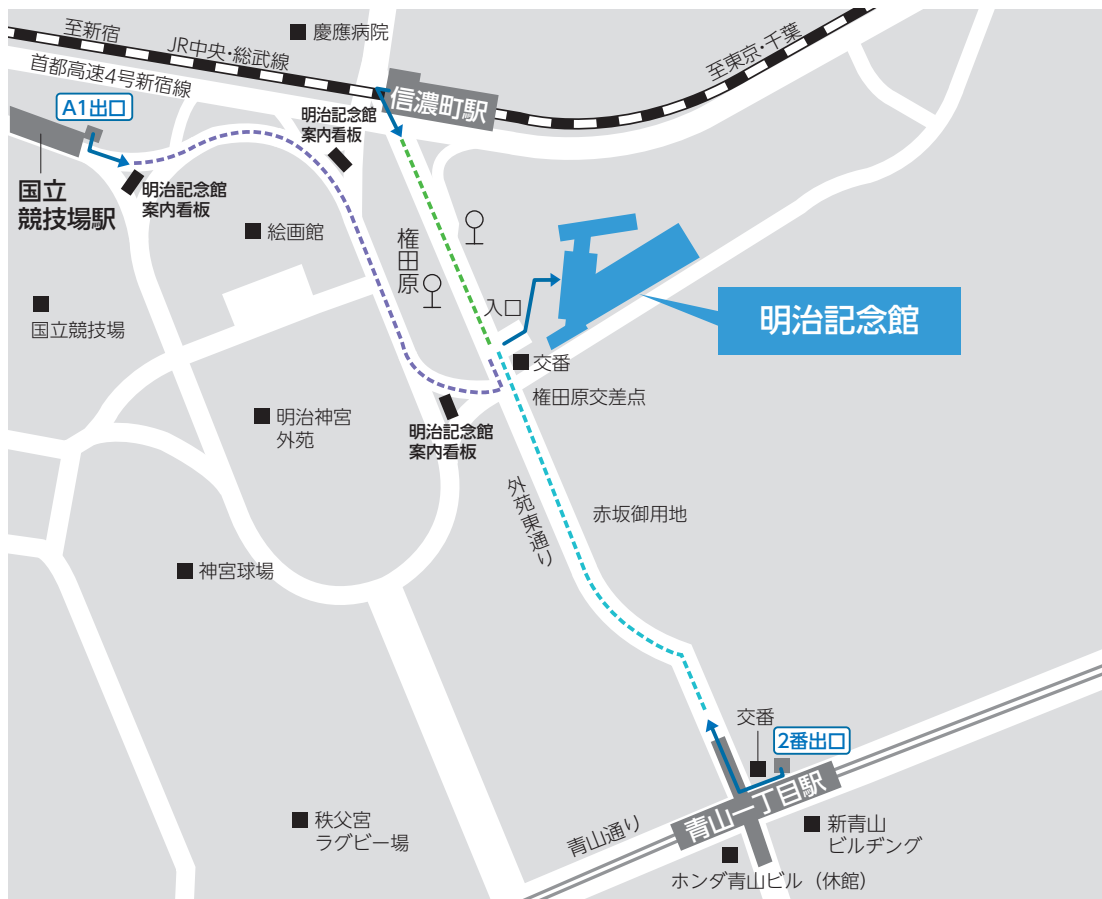 至新宿
慶應病院
JR中央・総武線
至東京・千葉
首都高速4号新宿線
信濃町駅
A1出口
明治記念館
案内看板
国立
競技場駅
明治記念館
案内看板
絵画館
権田原
入口
明治記念館
国立競技場
交番
権田原交差点
明治神宮
外苑
明治記念館
案内看板
外苑東通り
赤坂御用地
神宮球場
交番
2番出口
青山一丁目駅
秩父宮
ラグビー場
青山通り
新青山
ビルヂング
ホンダ青山ビル（休館）